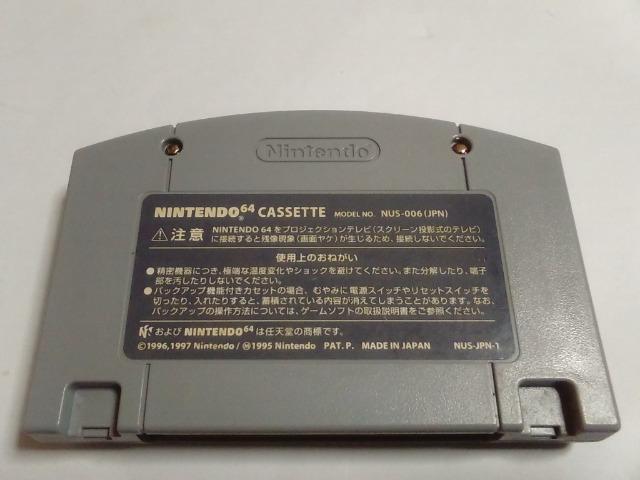 Nintendo
NINTENDO64 CASSETTE MODEL NO. NUS-006(JPN)
注意 NINTENDO 64 をプロジェクションテレビ(スクリーン投影式のテレビ)
に接続すると残像現象(画面ヤケ)が生じるため、接続しないでください。
使用上のおねがい
●精密機器につき、極端な温度変化やショックを避けてください。また分解したり、端子
部を汚したりしないでください。
●バックアップ機能付きカセットの場合、むやみに電源スイッチやリセットスイッチを
切ったり、入れたりすると、蓄積されている内容が消えてしまうことがあります。なお、
バックアップの操作方法については、ゲームソフトの取扱説明書をご参照ください。
および NINTENDO64 は任天堂の商標です。
©1996,1997 Nintendo/Ⓜ1995 Nintendo PAT. P. MADE IN JAPAN NUS-JPN-1